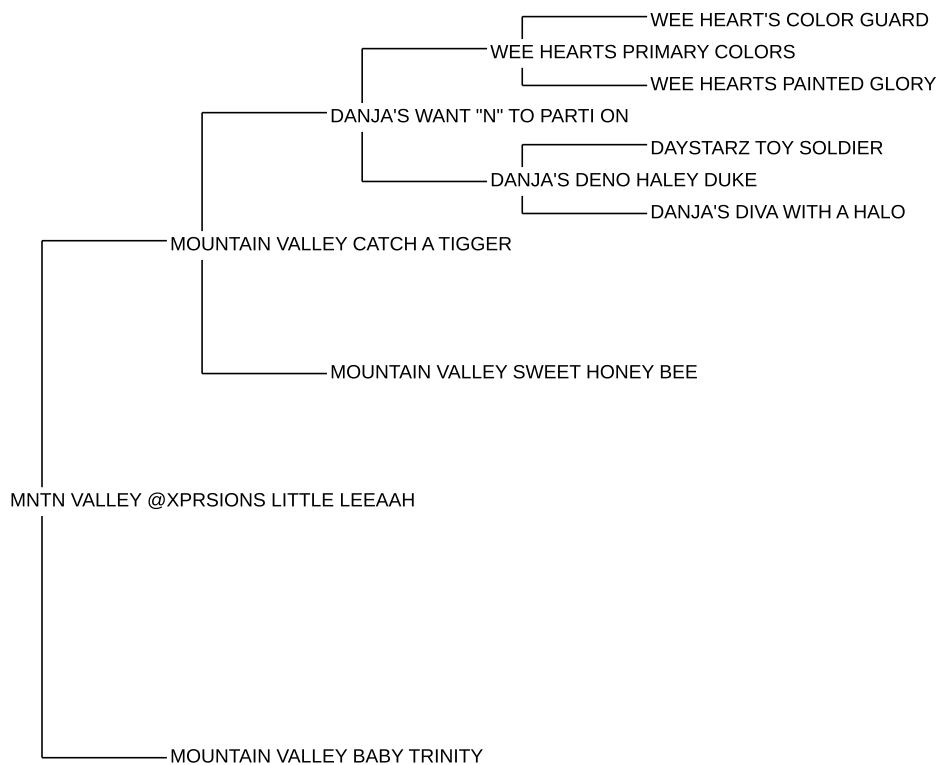 WEE HEART'S COLOR GUARD
WEE HEARTS PRIMARY COLORS
WEE HEARTS PAINTED GLORY
DANJA'S WANT "N" TO PARTI ON
DAYSTARZ TOY SOLDIER
DANJA'S DENO HALEY DUKE
DANJA'S DIVA WITH A HALO
MOUNTAIN VALLEY CATCH A TIGGER
MOUNTAIN VALLEY SWEET HONEY BEE
MNTN VALLEY @XPRSIONS LITTLE LEEAAH
MOUNTAIN VALLEY BABY TRINITY